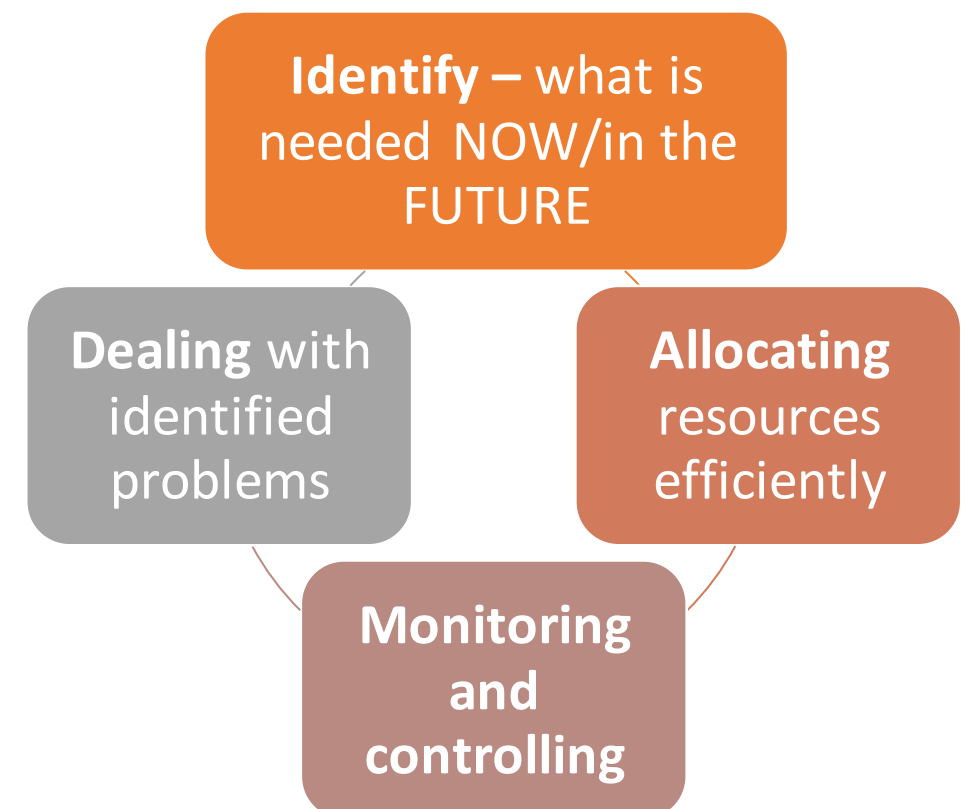 Identify – what is
needed NOW/in the
FUTURE
Allocating
resources
efficiently
Monitoring
and
controlling
Dealing with
identified
problems